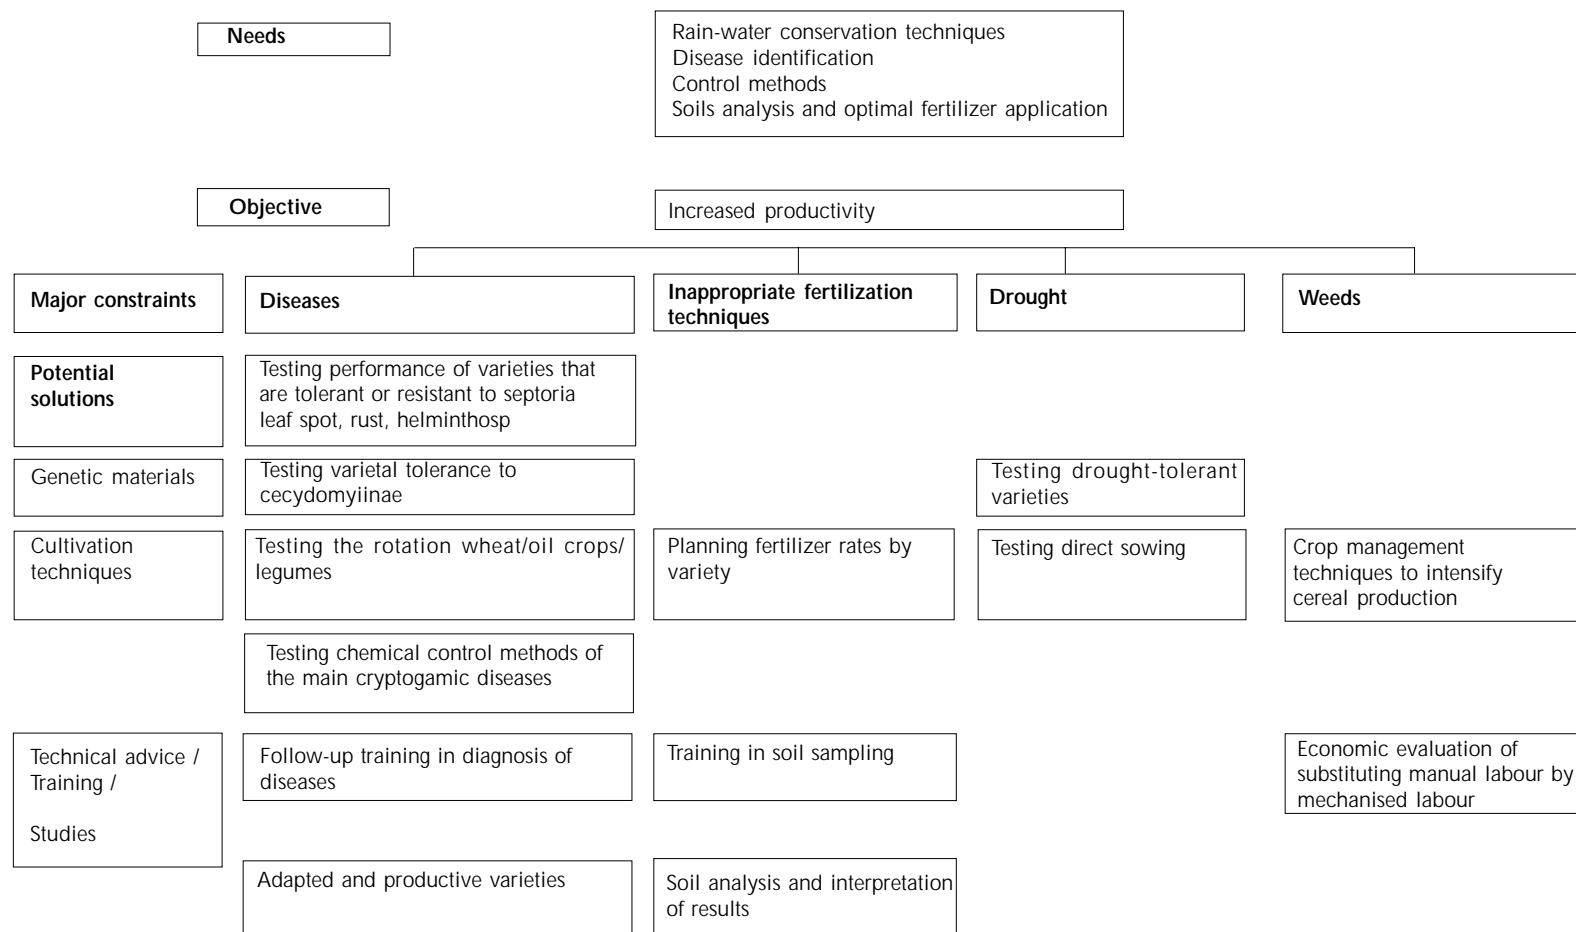 Needs
Rain-water conservation techniques
Disease identification
Control methods
Soils analysis and optimal fertilizer application
Objective
Increased productivity
Major constraints
Diseases
Inappropriate fertilization
techniques
Drought
Weeds
Potential
solutions
Testing performance of varieties that
are tolerant or resistant to septoria
leaf spot, rust, helminthosp
Genetic materials
Testing varietal tolerance to
cecydomyiinae
Testing drought-tolerant
varieties
Cultivation
techniques
Testing the rotation wheat/oil crops/
legumes
Planning fertilizer rates by
variety
Testing direct sowing
Crop management
techniques to intensify
cereal production
Testing chemical control methods of
the main cryptogamic diseases
Technical advice /
Training /
Studies
Follow-up training in diagnosis of
diseases
Training in soil sampling
Economic evaluation of
substituting manual labour by
mechanised labour
Adapted and productive varieties
Soil analysis and interpretation
of results